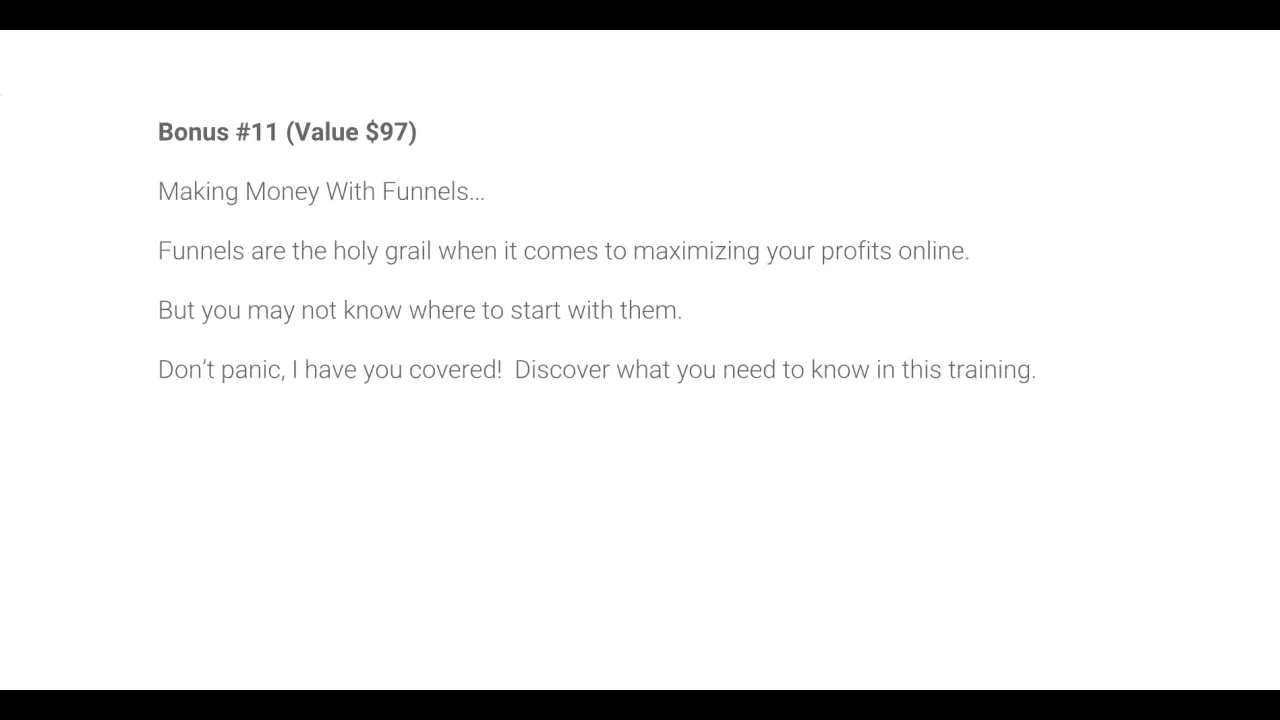 Bonus #11 (Value $97)
Making Money With Funnels...
Funnels are the holy grail when it comes to maximizing your profits online.
But you may not know where to start with them.
Don’t panic, I have you covered!  Discover what you need to know in this training.